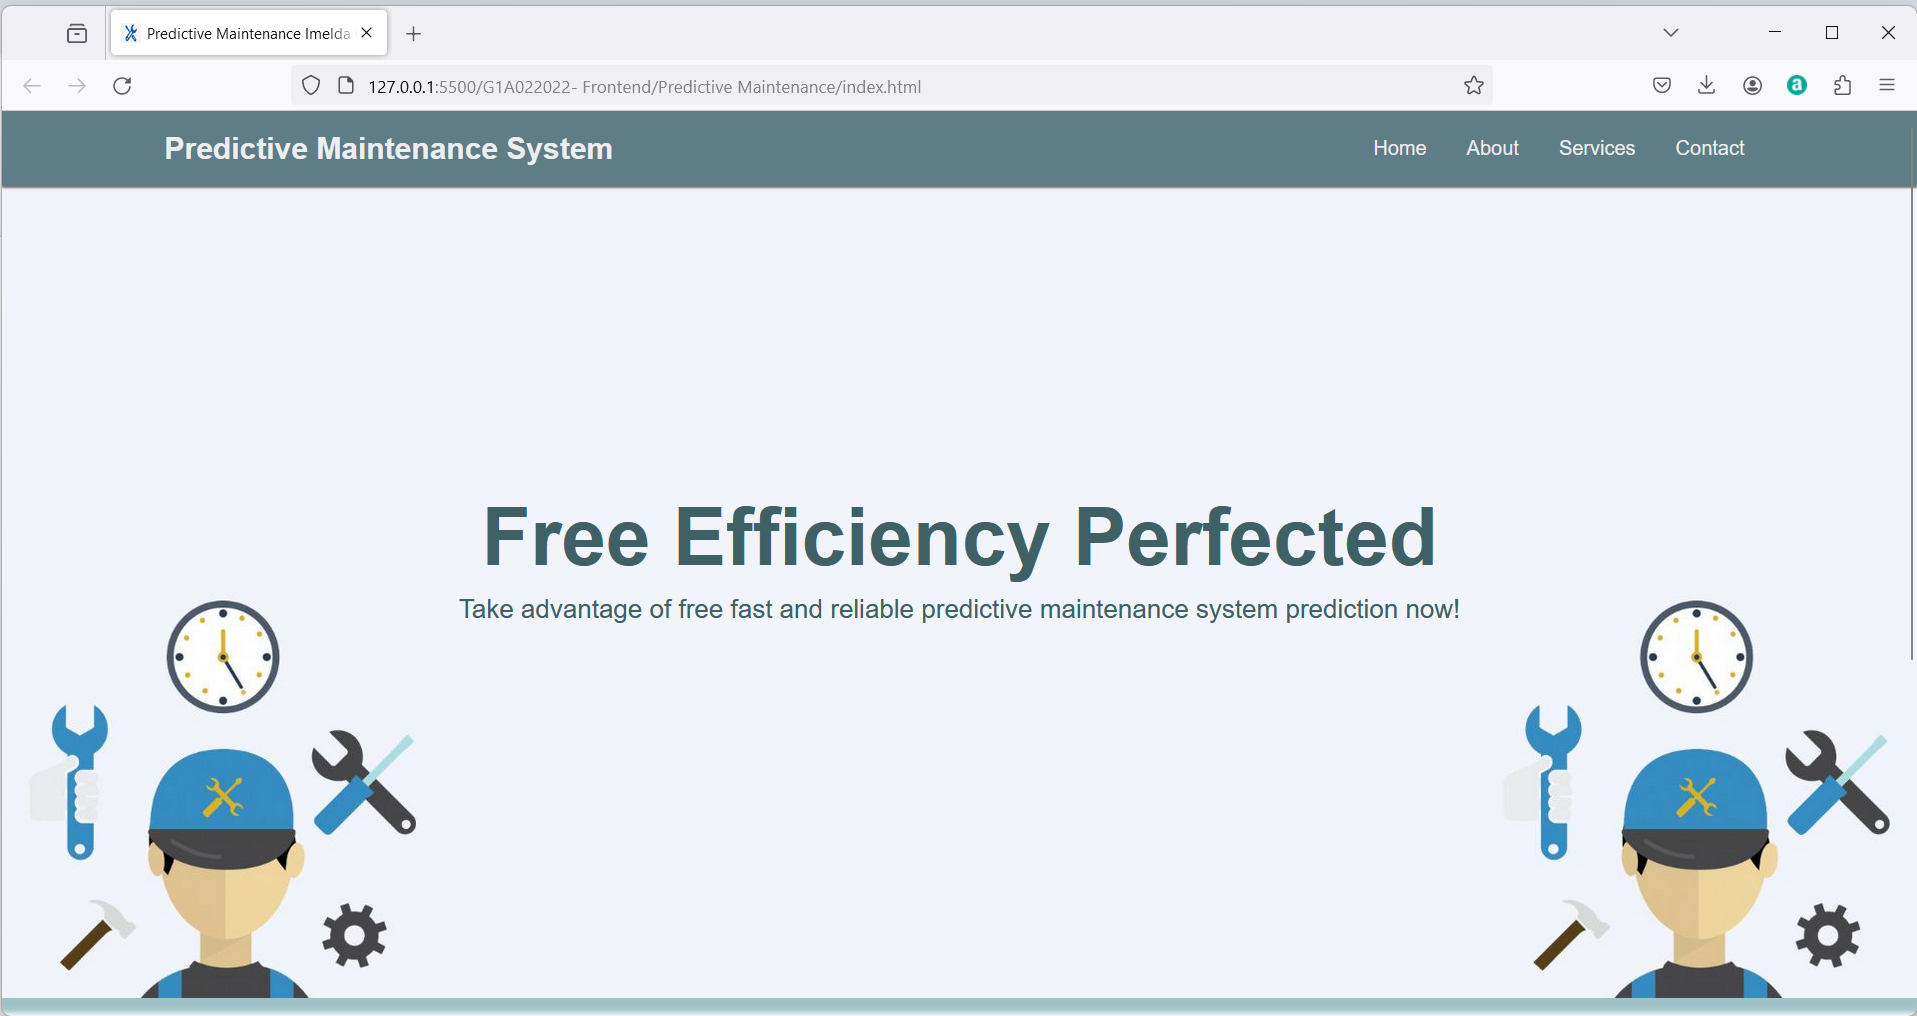 Predictive Maintenance Imelda
127.0.0.1:5500/G1A022022- Frontend/Predictive Maintenance/index.html
a
Predictive Maintenance System
Home About Services Contact
Free Efficiency Perfected
Take advantage of free fast and reliable predictive maintenance system prediction now!